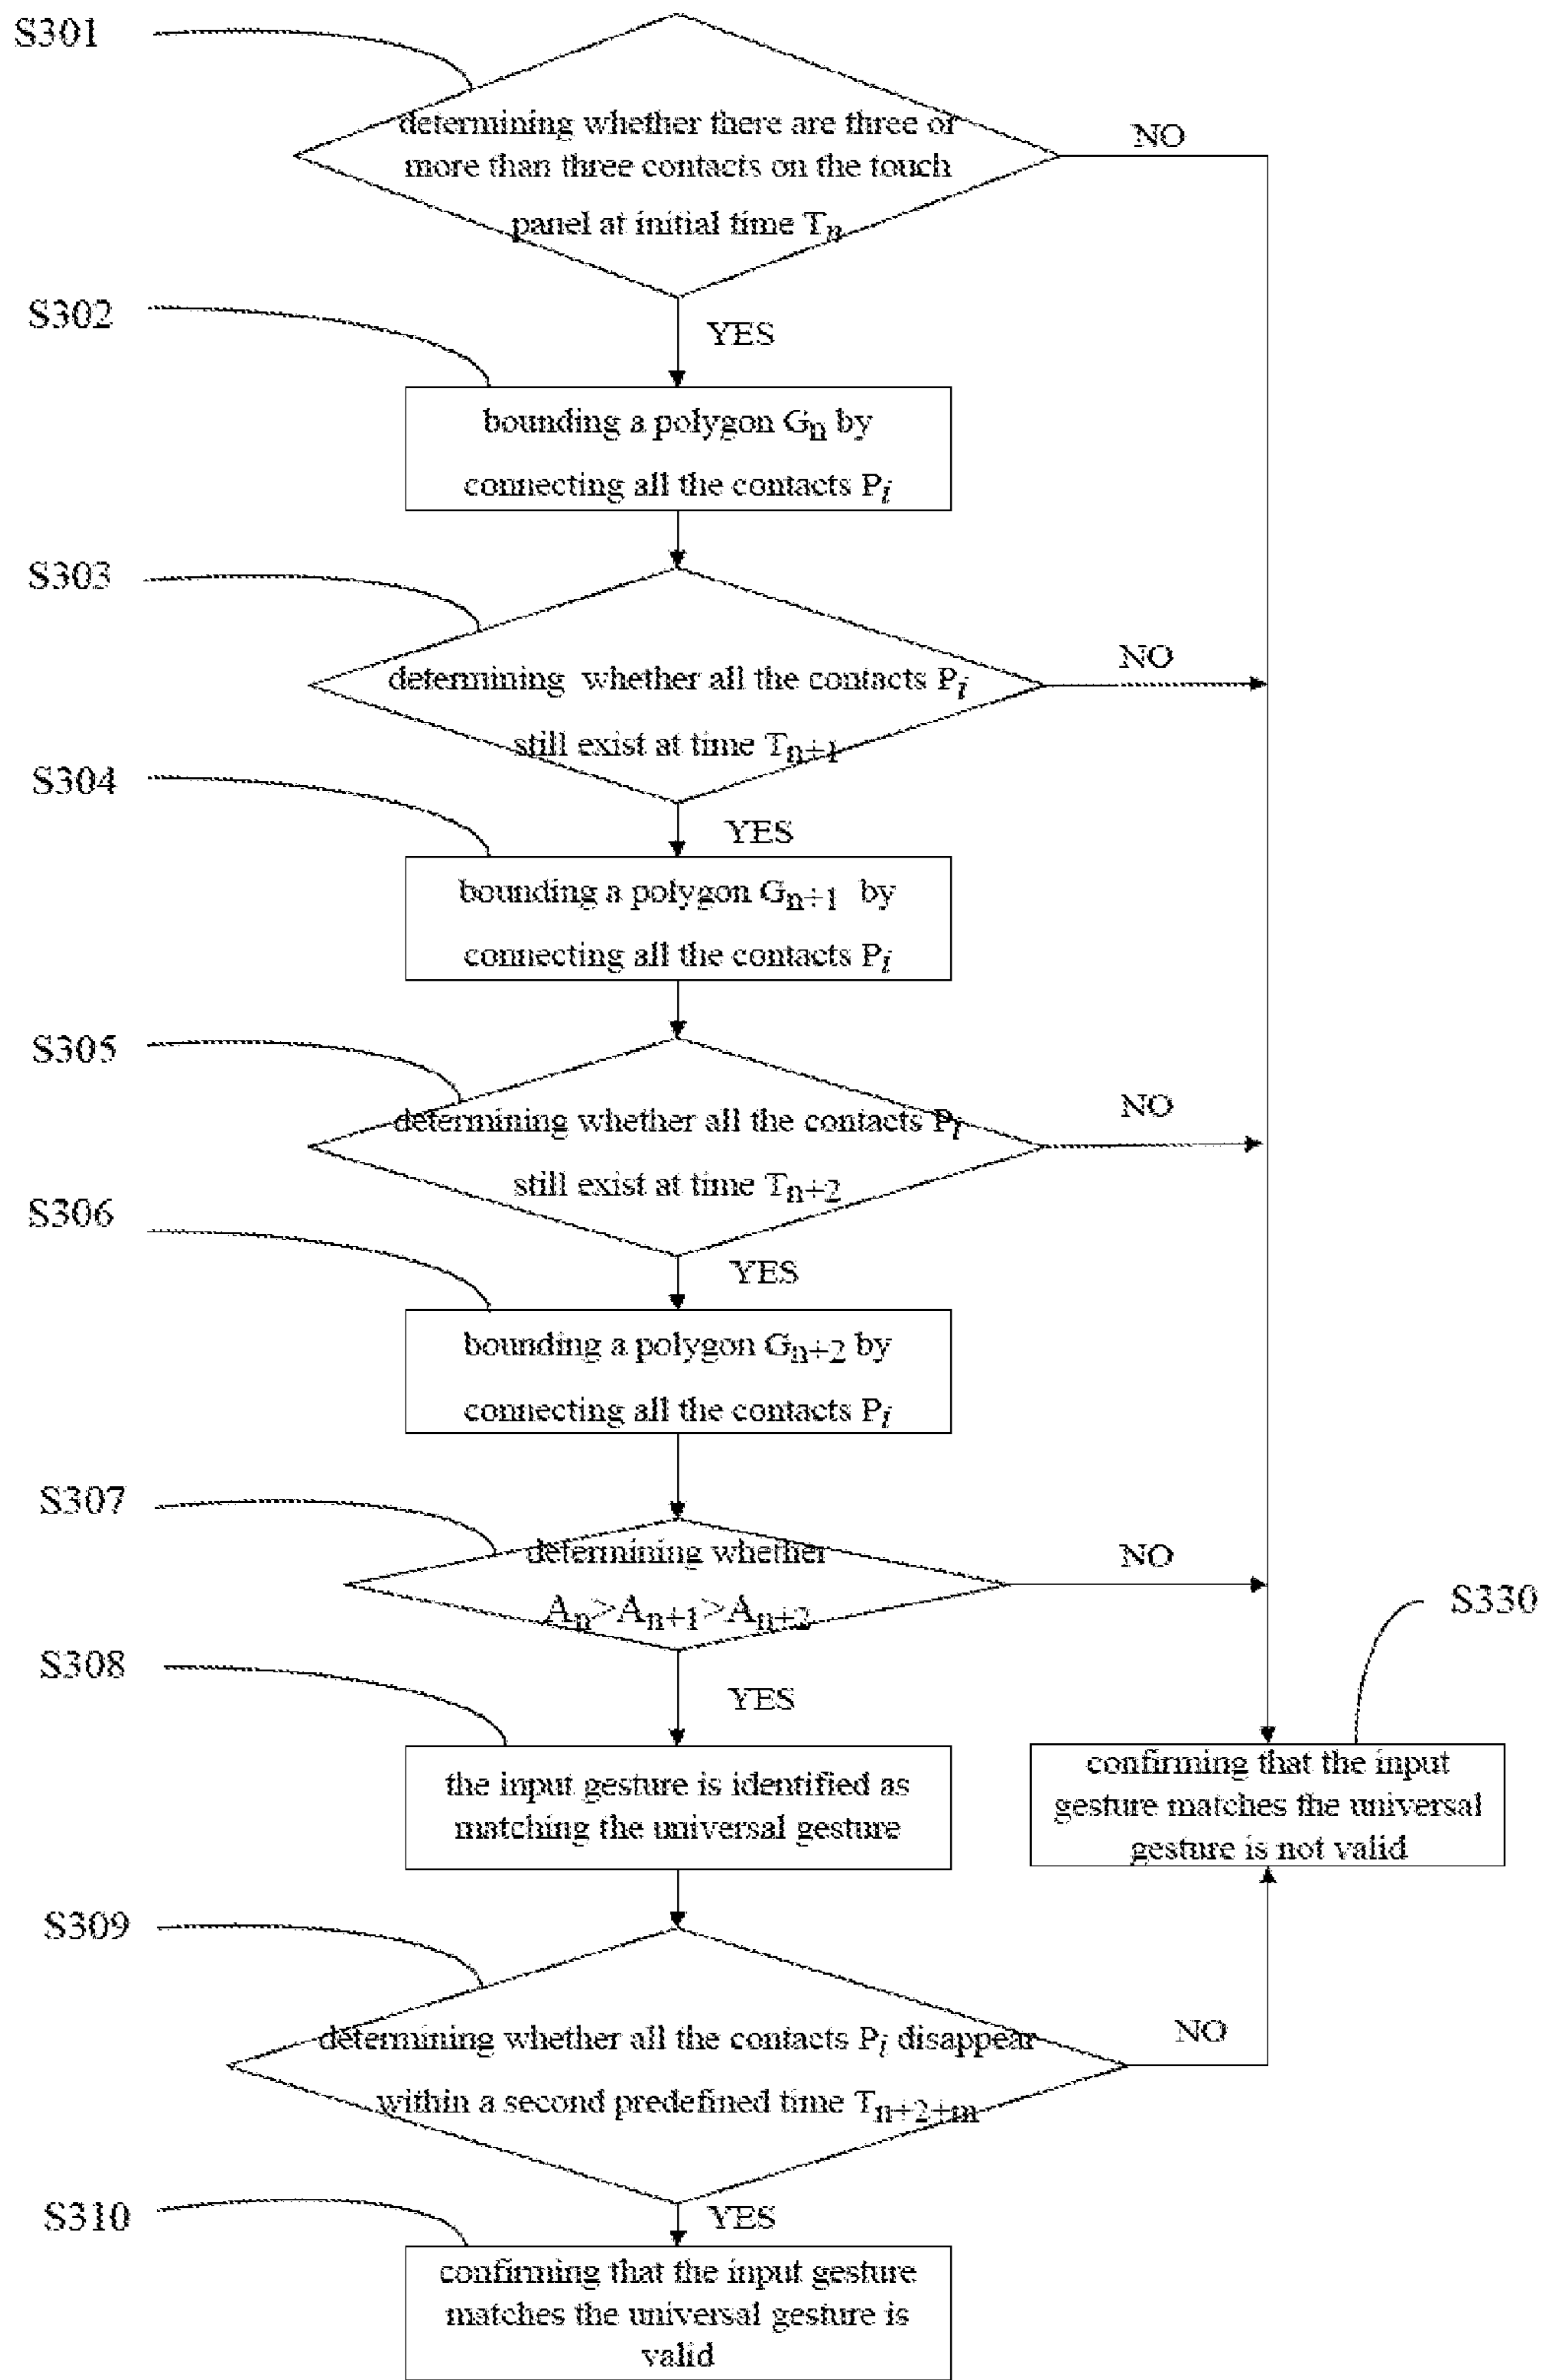 S301
determining whether there are three or
more than three contacts on the touch
panel at initial time Tn
NO
YES
S302
bounding a polygon Gn by
connecting all the contacts Pi
S303
determining whether all the contacts Pi
still exist at time Tn+1
NO
YES
S304
bounding a polygon Gn+1 by
connecting all the contacts Pi
S305
determining whether all the contacts Pi
still exist at time Tn+2
NO
YES
S306
bounding a polygon Gn+2 by
connecting all the contacts Pi
S307
determining whether
An>An+1>An+2
NO
YES
S308
the input gesture is identified as
matching the universal gesture
S330
confirming that the input
gesture matches the universal
gesture is not valid
S309
determining whether all the contacts Pi disappear
within a second predefined time Tn+2+m
NO
YES
S310
confirming that the input gesture
matches the universal gesture is
valid